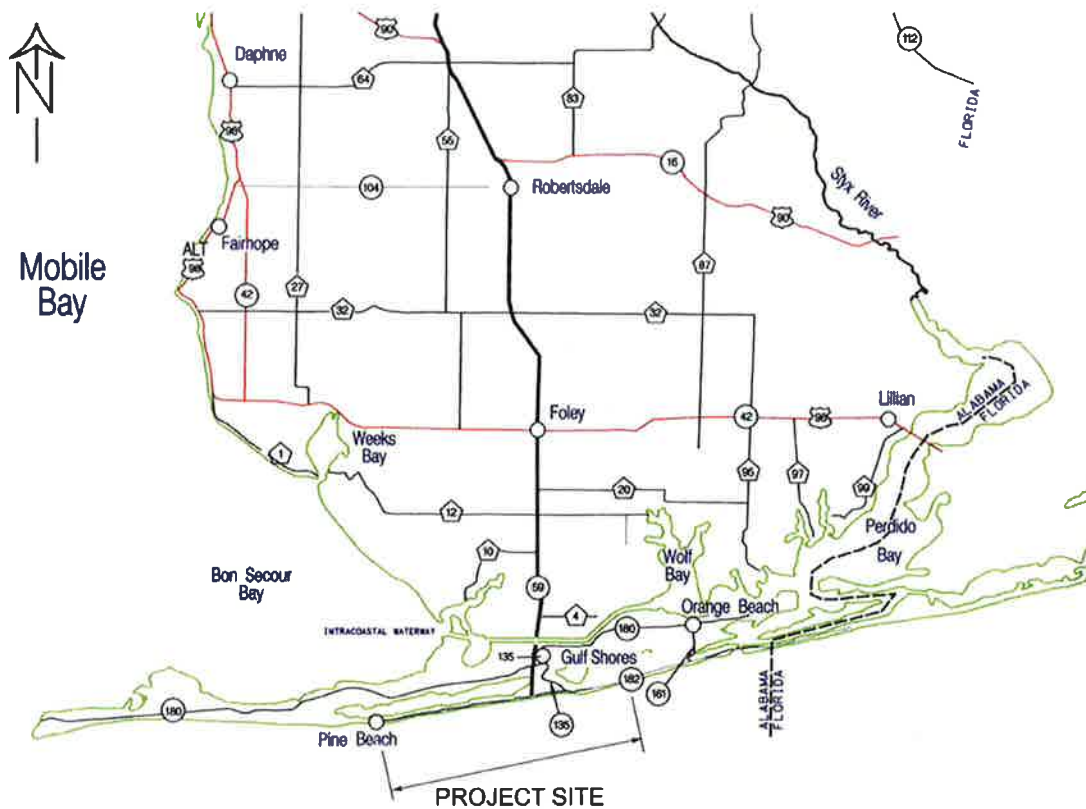 90
112
Daphne
64
FLORIDA
N
83
98
55
16
104
Robertsdale
Styx River
90
Fairhope
ALT
98
Mobile
Bay
87
27
42
32
32
ALABAMA
FLORIDA
Lillian
Foley
42
98
Weeks
Bay
1
95
97
99
20
12
Perdido
Bay
10
Wolf
Bay
Bon Secour
Bay
59
Orange Beach
4
180
INTRACOASTAL WATERWAY
135
Gulf Shores
182
161
180
135
ALABAMA
FLORIDA
Pine Beach
PROJECT SITE